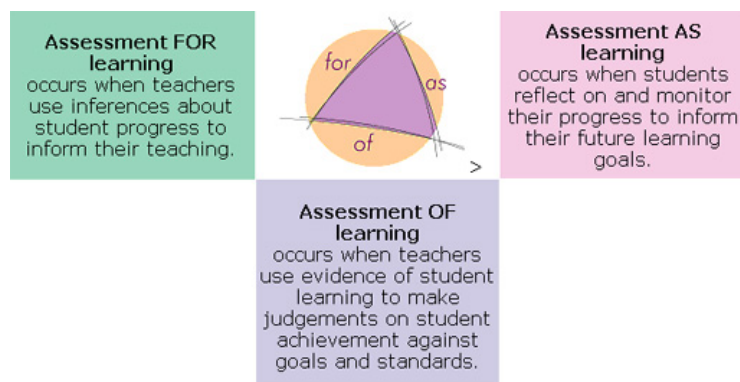 Assessment FOR
learning
occurs when teachers
use inferences about
student progress to
inform their teaching.
for
as
of
>
Assessment AS
learning
occurs when students
reflect on and monitor
their progress to inform
their future learning
goals.
Assessment OF
learning
occurs when teachers
use evidence of student
learning to make
judgements on student
achievement against
goals and standards.